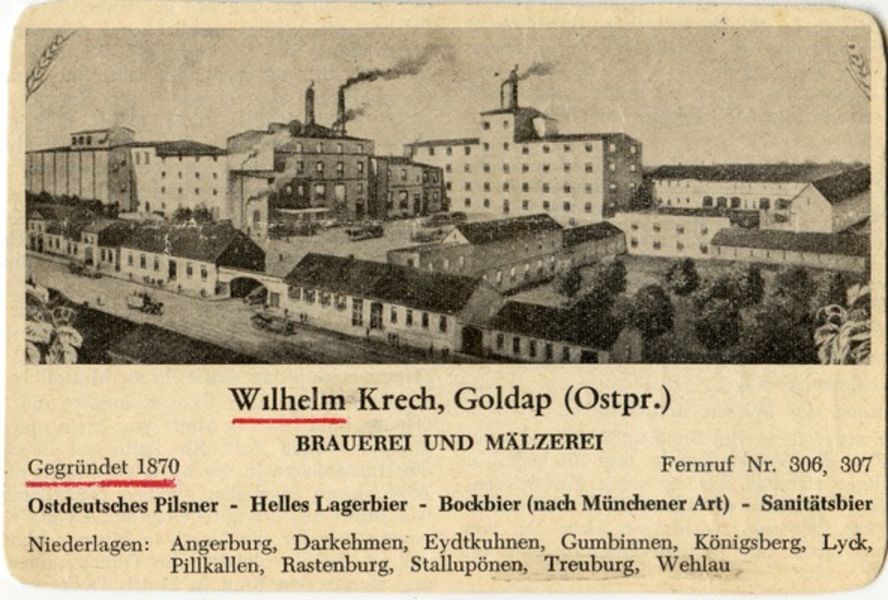 Wilhelm Krech, Goldap (Ostpr.)
BRAUEREI UND MÄLZEREI
Gegründet 1870 Fernruf Nr. 306, 307
Ostdeutsches Pilsner - Helles Lagerbier - Bockbier (nach Münchener Art) - Sanitätsbier
Niederlagen: Angerburg, Darkehmen, Eydtkuhnen, Gumbinnen, Königsberg, Lyck,
Pillkallen, Rastenburg, Stallupönen, Treuburg, Wehlau